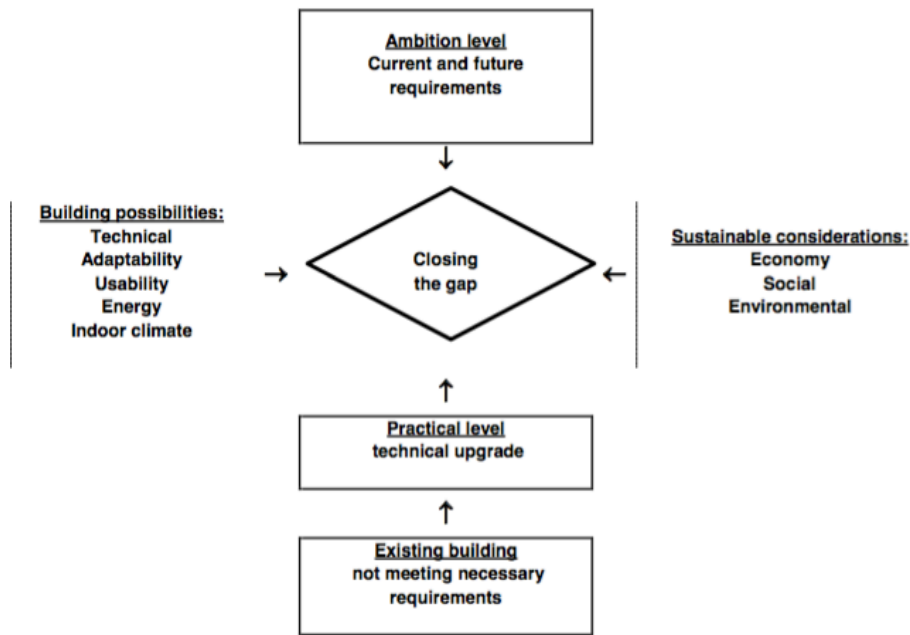 Ambition level
Current and future
requirements
Building possibilities:
Technical
Adaptability
Usability
Energy
Indoor climate
Closing
the gap
Sustainable considerations:
Economy
Social
Environmental
Practical level
technical upgrade
Existing building
not meeting necessary
requirements